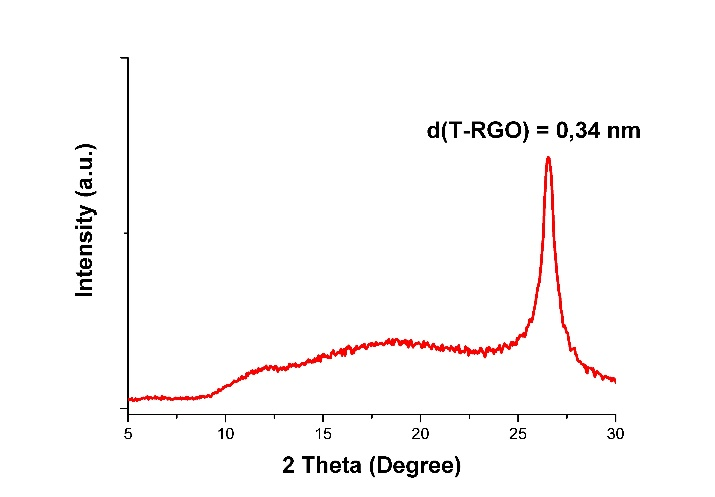 d(T-RGO) = 0,34 nm
Intensity (a.u.)
5 10 15 20 25 30
2 Theta (Degree)